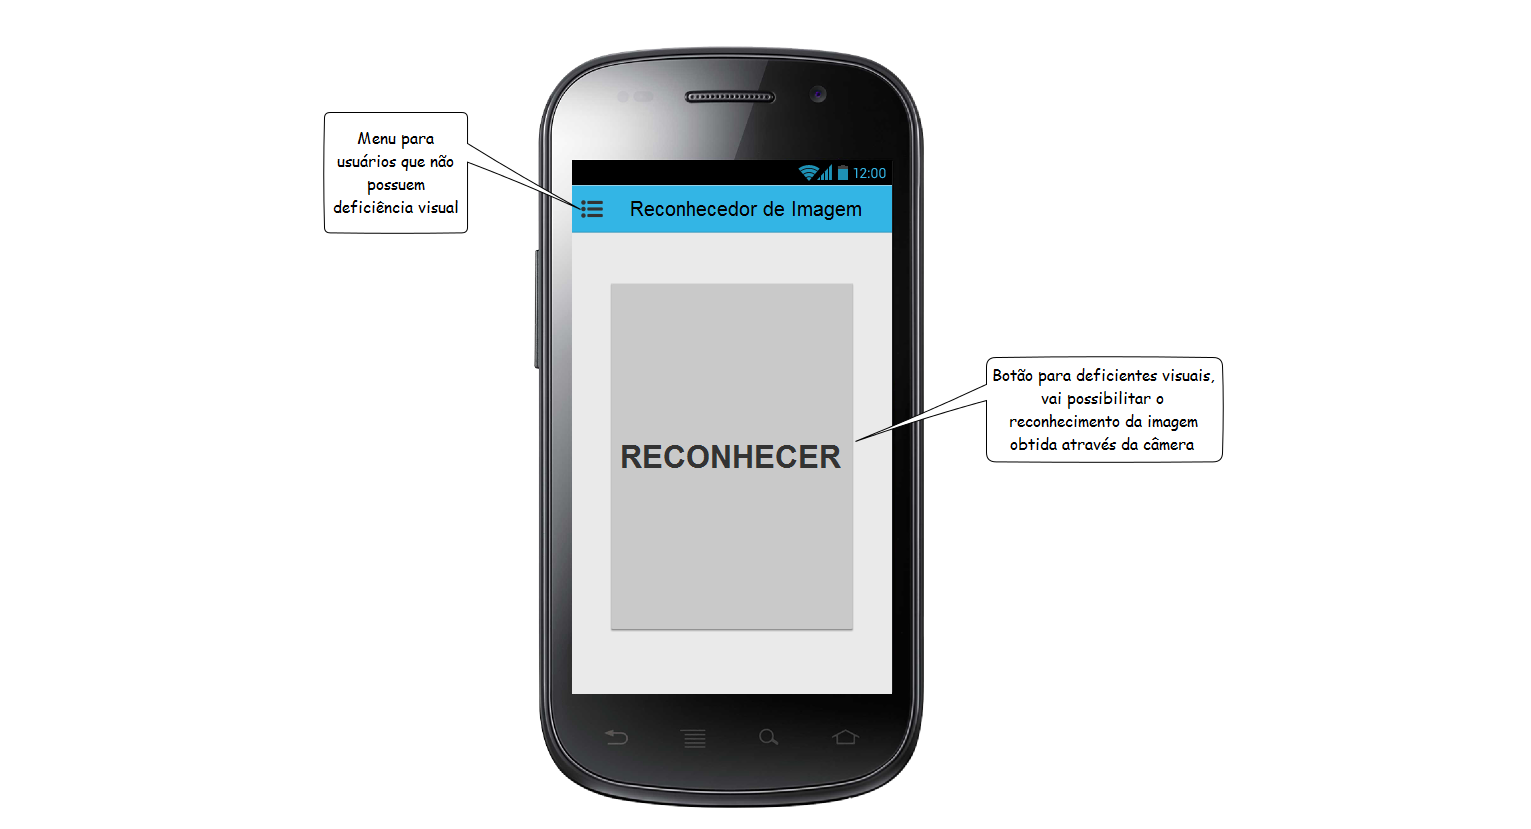 Menu para
usuários que não
possuem
deficiência visual
12:00
Reconhecedor de Imagem
RECONHECER
Botão para deficientes visuais,
vai possibilitar o
reconhecimento da imagem
obtida através da câmera